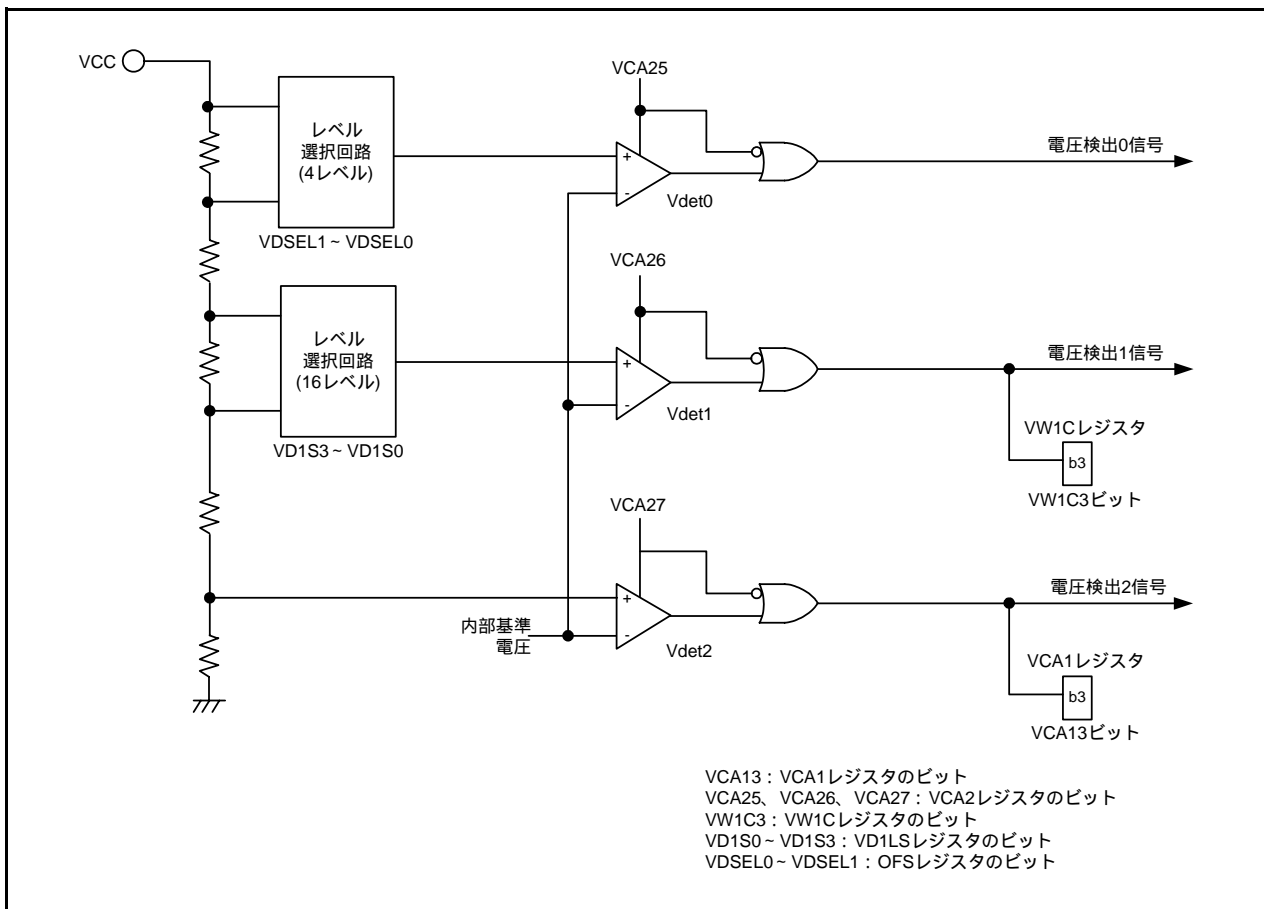 VCC
レベル
選択回路
(4レベル)
VDSEL1~VDSEL0
VCA25
+
-
Vdet0
電圧検出0信号
レベル
選択回路
(16レベル)
VD1S3~VD1S0
VCA26
+
-
Vdet1
電圧検出1信号
VW1Cレジスタ
b3
VW1C3ビット
VCA27
+
-
Vdet2
内部基準
電圧
電圧検出2信号
VCA1レジスタ
b3
VCA13ビット
VCA13:VCA1レジスタのビット
VCA25、VCA26、VCA27:VCA2レジスタのビット
VW1C3:VW1Cレジスタのビット
VD1S0~VD1S3:VD1LSレジスタのビット
VDSEL0~VDSEL1:OFSレジスタのビット